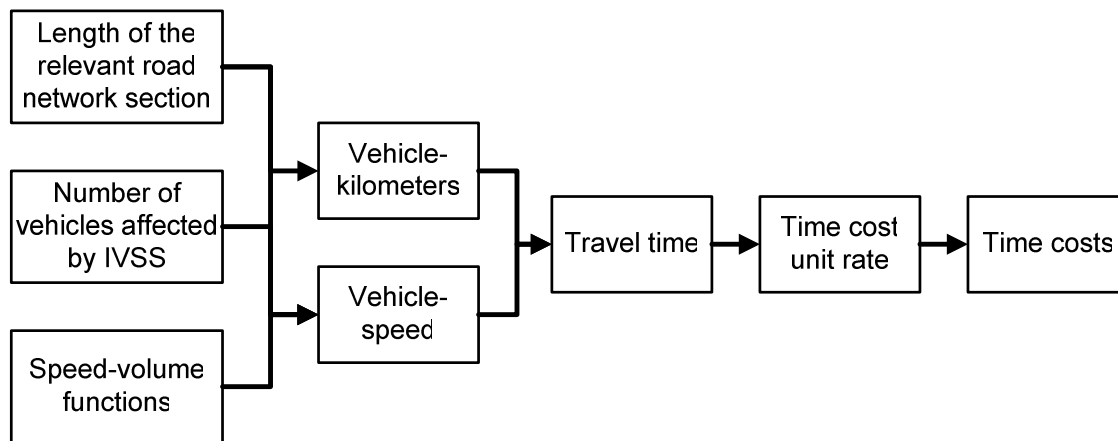 Length of the
relevant road
network section
Number of
vehicles affected
by IVSS
Speed-volume
functions
Vehicle-
kilometers
Vehicle-
speed
Travel time
Time cost
unit rate
Time costs